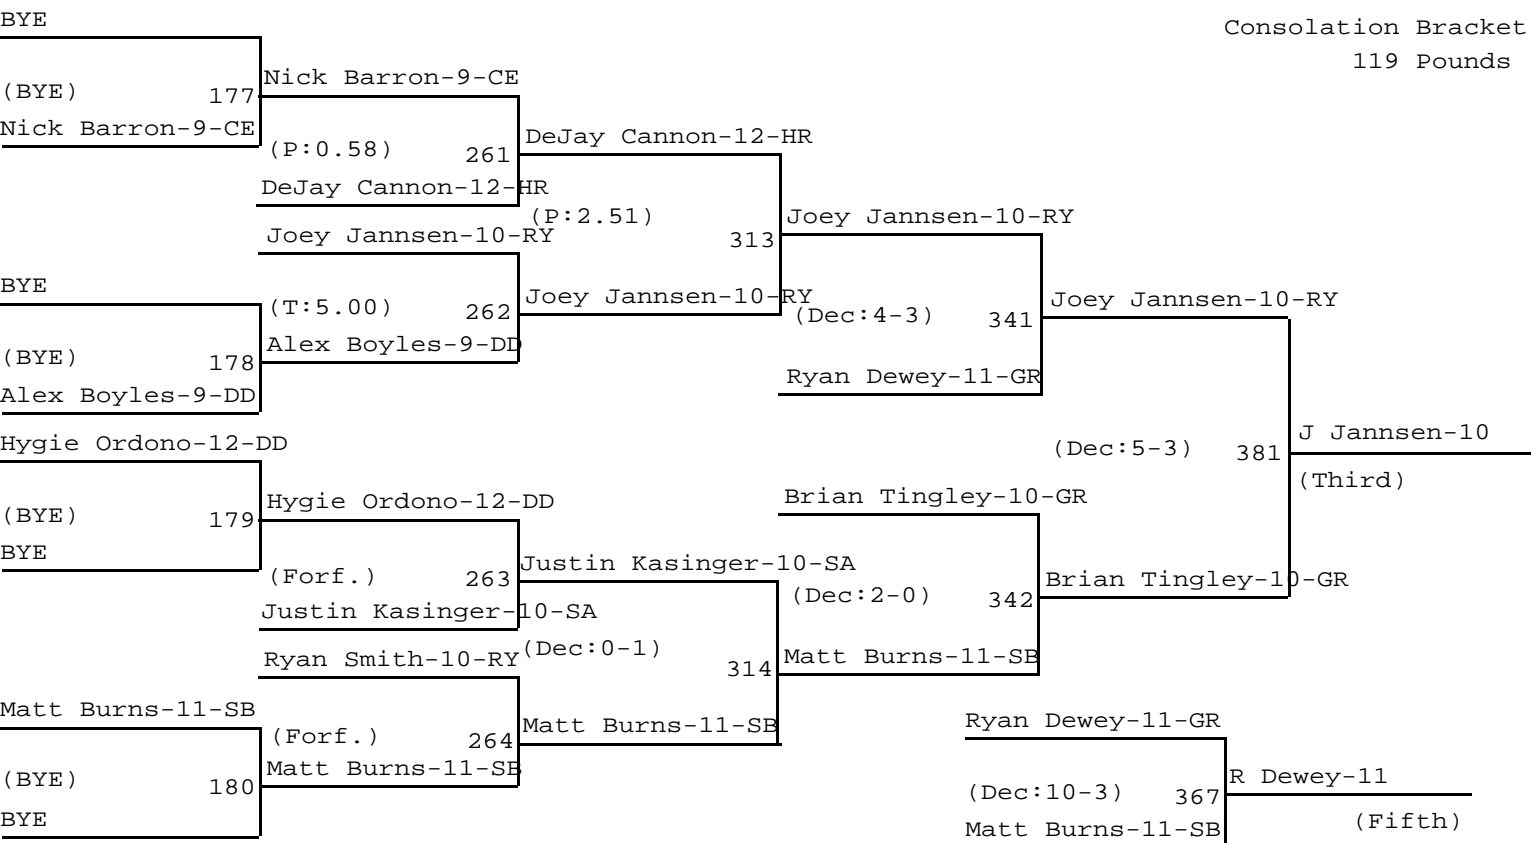 BYE
Consolation Bracket
119 Pounds
Nick Barron-9-CE
(BYE) 177
Nick Barron-9-CE
DeJay Cannon-12-HR
(P:0.58) 261
DeJay Cannon-12-HR
(P:2.51) 313
Joey Jannsen-10-RY
Joey Jannsen-10-RY
BYE
Joey Jannsen-10-RY
Joey Jannsen-10-RY
(T:5.00) 262
(Dec:4-3) 341
Alex Boyles-9-DD
(BYE) 178
Ryan Dewey-11-GR
Alex Boyles-9-DD
J Jannsen-10
Hygie Ordono-12-DD
(Dec:5-3) 381
(Third)
Brian Tingley-10-GR
Hygie Ordono-12-DD
(BYE) 179
BYE
Justin Kasinger-10-SA
(Forf.) 263
Brian Tingley-10-GR
(Dec:2-0) 342
Justin Kasinger-10-SA
(Dec:0-1) 314
Ryan Smith-10-RY
Matt Burns-11-SB
Matt Burns-11-SB
Ryan Dewey-11-GR
Matt Burns-11-SB
(Forf.) 264
Matt Burns-11-SB
(BYE) 180
R Dewey-11
(Dec:10-3) 367
BYE
(Fifth)
Matt Burns-11-SB